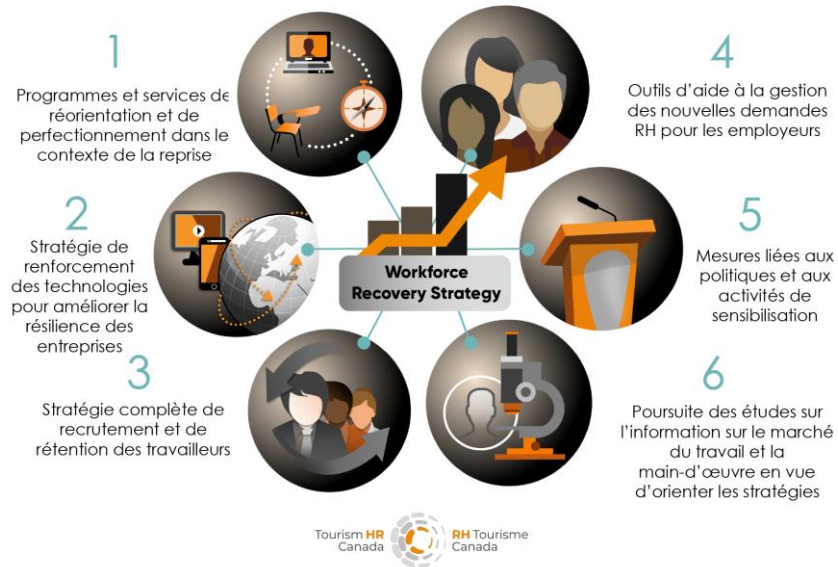 1
Programmes et services de
réorientation et de
perfectionnement dans le
contexte de la reprise
2
Stratégie de
renforcement
des technologies
pour améliorer la
résilience des
entreprises
3
Stratégie complète de
recrutement et de
rétention des travailleurs
Workforce
Recovery Strategy
4
Outils d'aide à la gestion
des nouvelles demandes
RH pour les employeurs
5
Mesures liées aux
politiques et aux
activités de
sensibilisation
6
Poursuite des études sur
l'information sur le marché
du travail et la
main-d'œuvre en vue
d'orienter les stratégies
Tourism HR
Canada
RH Tourisme
Canada